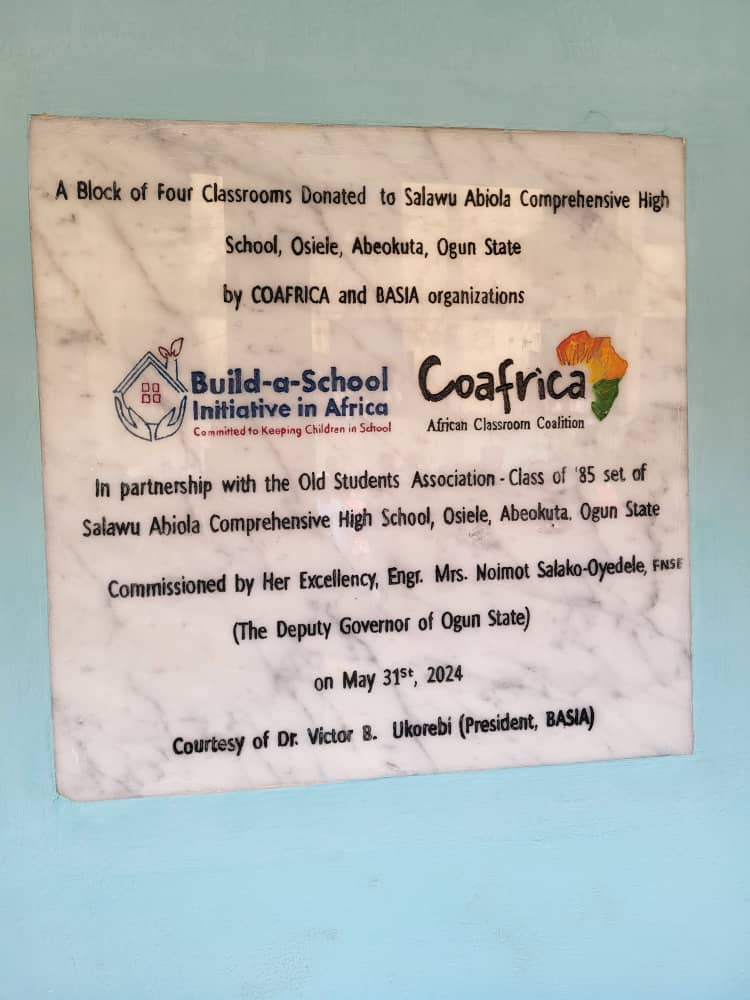 A Block of Four Classrooms Donated to Salawu Abiola Comprehensive High
School, Osiele, Abeokuta, Ogun State
by COAFRICA and BASIA organizations
Build-a-School
Initiative in Africa
Committed to Keeping Children in School
Coafrica
African Classroom Coalition
In partnership with the Old Students Association - Class of '85 set of
Salawu Abiola Comprehensive High School, Osiele, Abeokuta. Ogun State
Commissioned by Her Excellency, Engr. Mrs. Noimot Salako-Oyedele, FNSE
(The Deputy Governor of Ogun State)
on May 31st, 2024
Courtesy of Dr. Victor B. Ukorebi (President, BASIA)